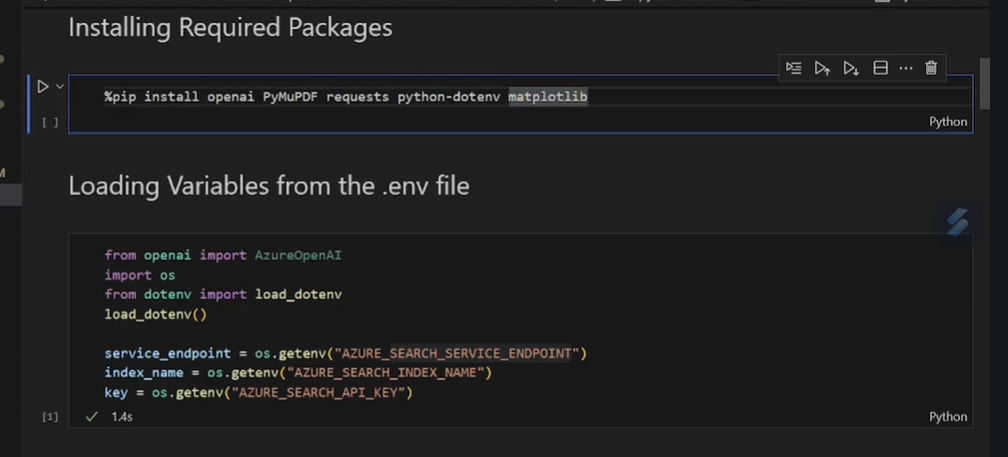 Installing Required Packages
%pip install openai PyMuPDF requests python-dotenv matplotlib
[ ]
Python
Loading Variables from the .env file
from openai import AzureOpenAI
import os
from dotenv import load_dotenv
load_dotenv()
service_endpoint = os.getenv("AZURE_SEARCH_SERVICE_ENDPOINT")
index_name = os.getenv("AZURE_SEARCH_INDEX_NAME")
key = os.getenv("AZURE_SEARCH_API_KEY")
[1] ✓ 1.4s
Python